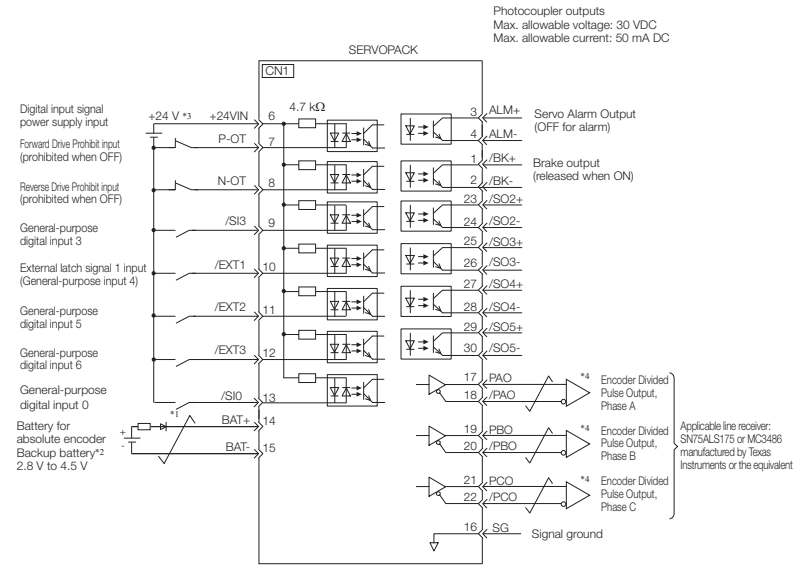 Photocoupler outputs
Max. allowable voltage: 30 VDC
Max. allowable current: 50 mA DC
SERVOPACK
CN1
Digital input signal
power supply input
+24 V *3
+24VIN
6
4.7 kΩ
3
ALM+
Servo Alarm Output
(OFF for alarm)
4
ALM-
Forward Drive Prohibit input
(prohibited when OFF)
P-OT
7
1
/BK+
Brake output
(released when ON)
2
/BK-
Reverse Drive Prohibit input
(prohibited when OFF)
N-OT
8
23
/SO2+
24
/SO2-
General-purpose
digital input 3
/SI3
9
25
/SO3+
26
/SO3-
External latch signal 1 input
(General-purpose input 4)
/EXT1
10
27
/SO4+
28
/SO4-
General-purpose
digital input 5
/EXT2
11
29
/SO5+
30
/SO5-
General-purpose
digital input 6
/EXT3
12
General-purpose
digital input 0
/SI0
13
17
PAO
18
/PAO
*4
Encoder Divided
Pulse Output,
Phase A
Battery for
absolute encoder
Backup battery*2
2.8 V to 4.5 V
*1
+
-
BAT+
14
BAT-
15
19
PBO
20
/PBO
*4
Encoder Divided
Pulse Output,
Phase B
Applicable line receiver:
SN75ALS175 or MC3486
manufactured by Texas
Instruments or the equivalent
21
PCO
22
/PCO
*4
Encoder Divided
Pulse Output,
Phase C
16
SG
Signal ground